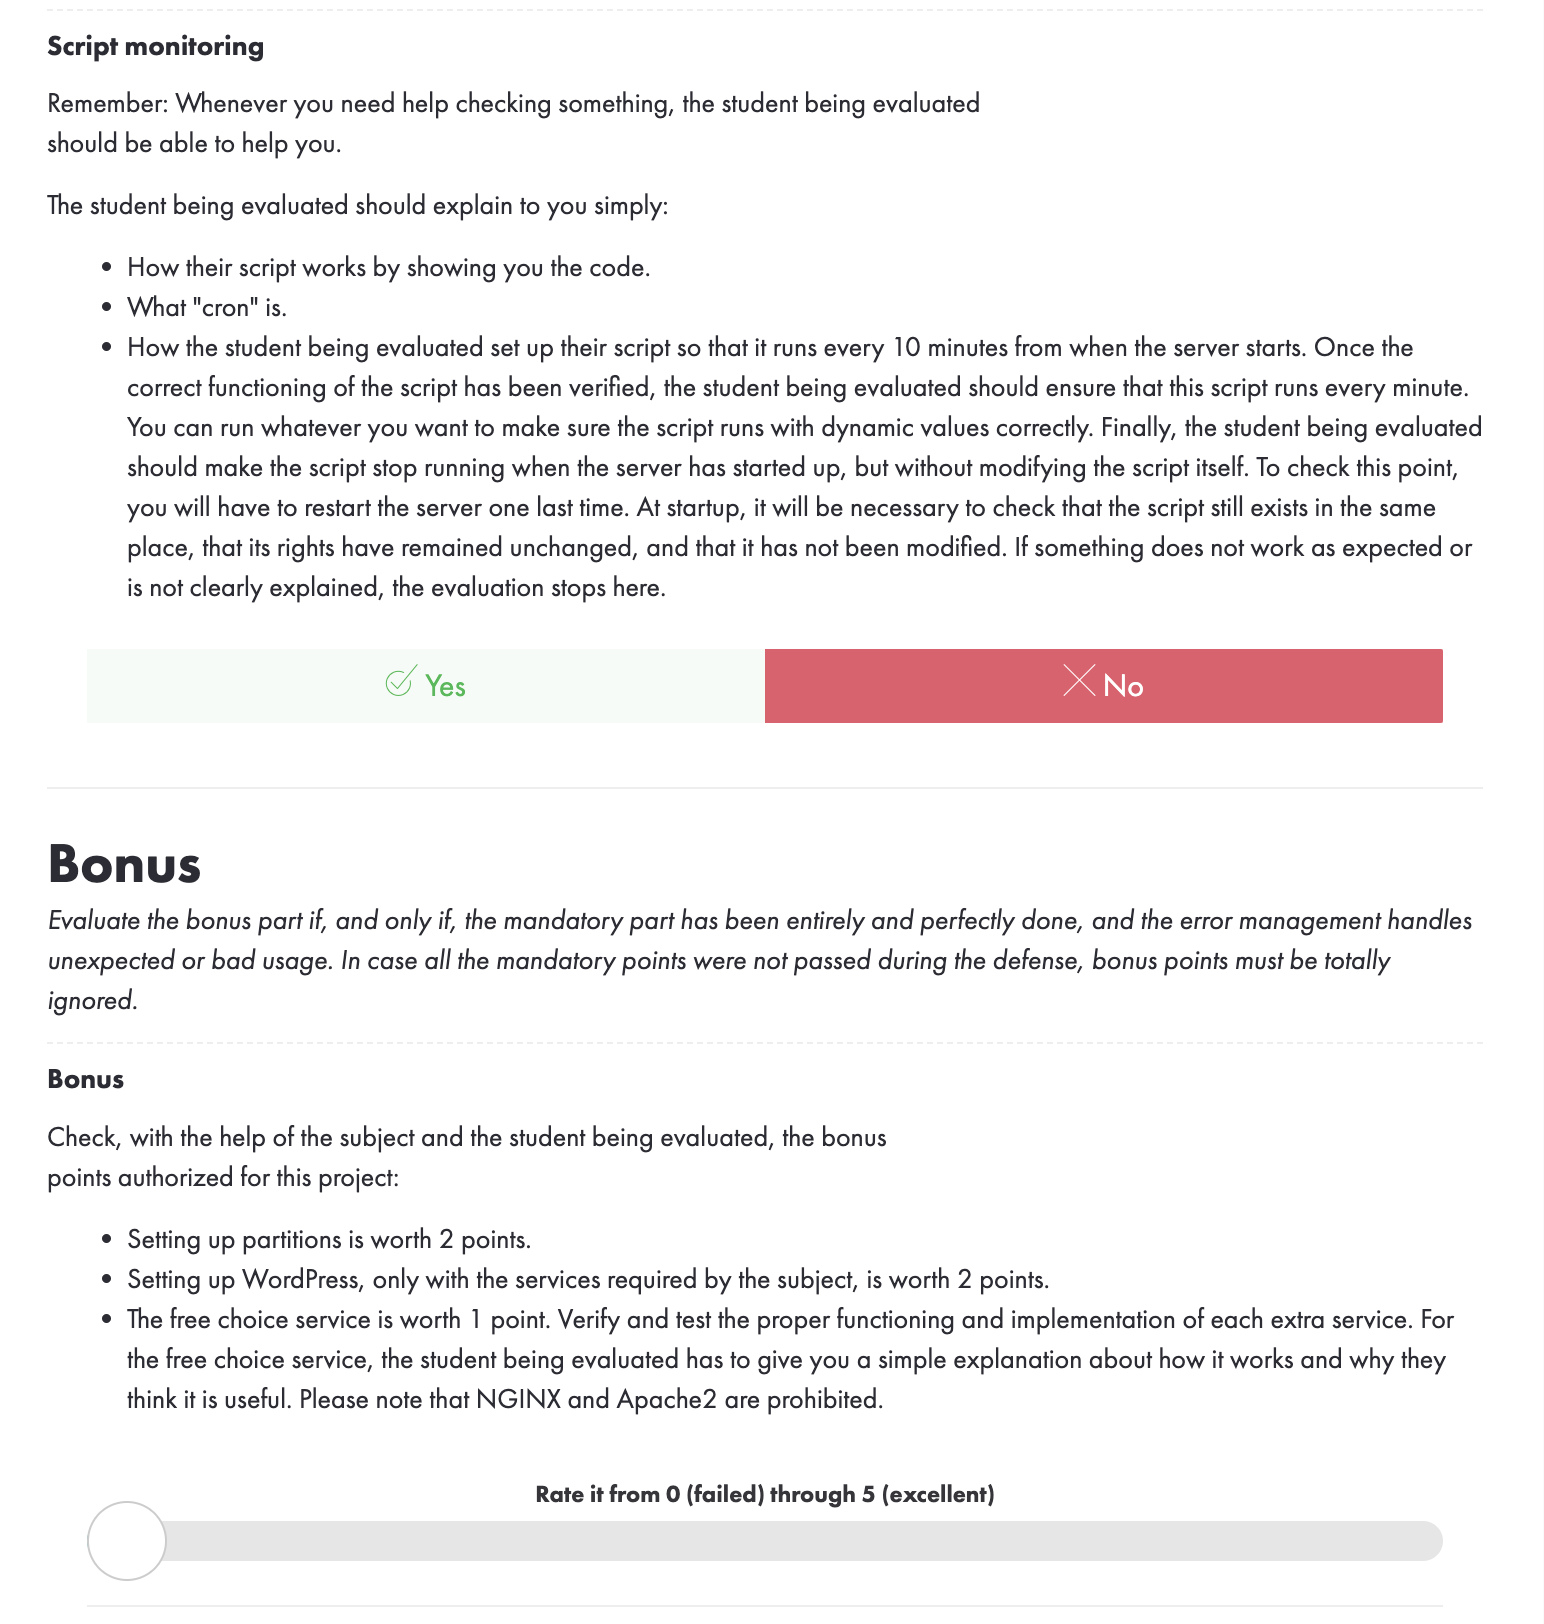 Script monitoring
Remember: Whenever you need help checking something, the student being evaluated
should be able to help you.
The student being evaluated should explain to you simply:
• How their script works by showing you the code.
• What "cron" is.
• How the student being evaluated set up their script so that it runs every 10 minutes from when the server starts. Once the
correct functioning of the script has been verified, the student being evaluated should ensure that this script runs every minute.
You can run whatever you want to make sure the script runs with dynamic values correctly. Finally, the student being evaluated
should make the script stop running when the server has started up, but without modifying the script itself. To check this point,
you will have to restart the server one last time. At startup, it will be necessary to check that the script still exists in the same
place, that its rights have remained unchanged, and that it has not been modified. If something does not work as expected or
is not clearly explained, the evaluation stops here.
Yes
No
Bonus
Evaluate the bonus part if, and only if, the mandatory part has been entirely and perfectly done, and the error management handles
unexpected or bad usage. In case all the mandatory points were not passed during the defense, bonus points must be totally
ignored.
Bonus
Check, with the help of the subject and the student being evaluated, the bonus
points authorized for this project:
• Setting up partitions is worth 2 points.
• Setting up WordPress, only with the services required by the subject, is worth 2 points.
• The free choice service is worth 1 point. Verify and test the proper functioning and implementation of each extra service. For
the free choice service, the student being evaluated has to give you a simple explanation about how it works and why they
think it is useful. Please note that NGINX and Apache2 are prohibited.
Rate it from 0 (failed) through 5 (excellent)